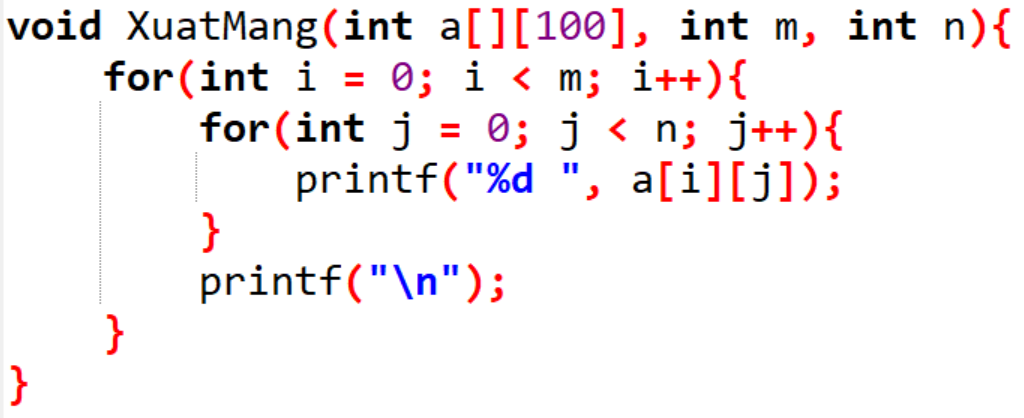 void XuatMang(int a[][100], int m, int n){
    for(int i = 0; i < m; i++){
        for(int j = 0; j < n; j++){
            printf("%d ", a[i][j]);
        }
        printf("\n");
    }
}